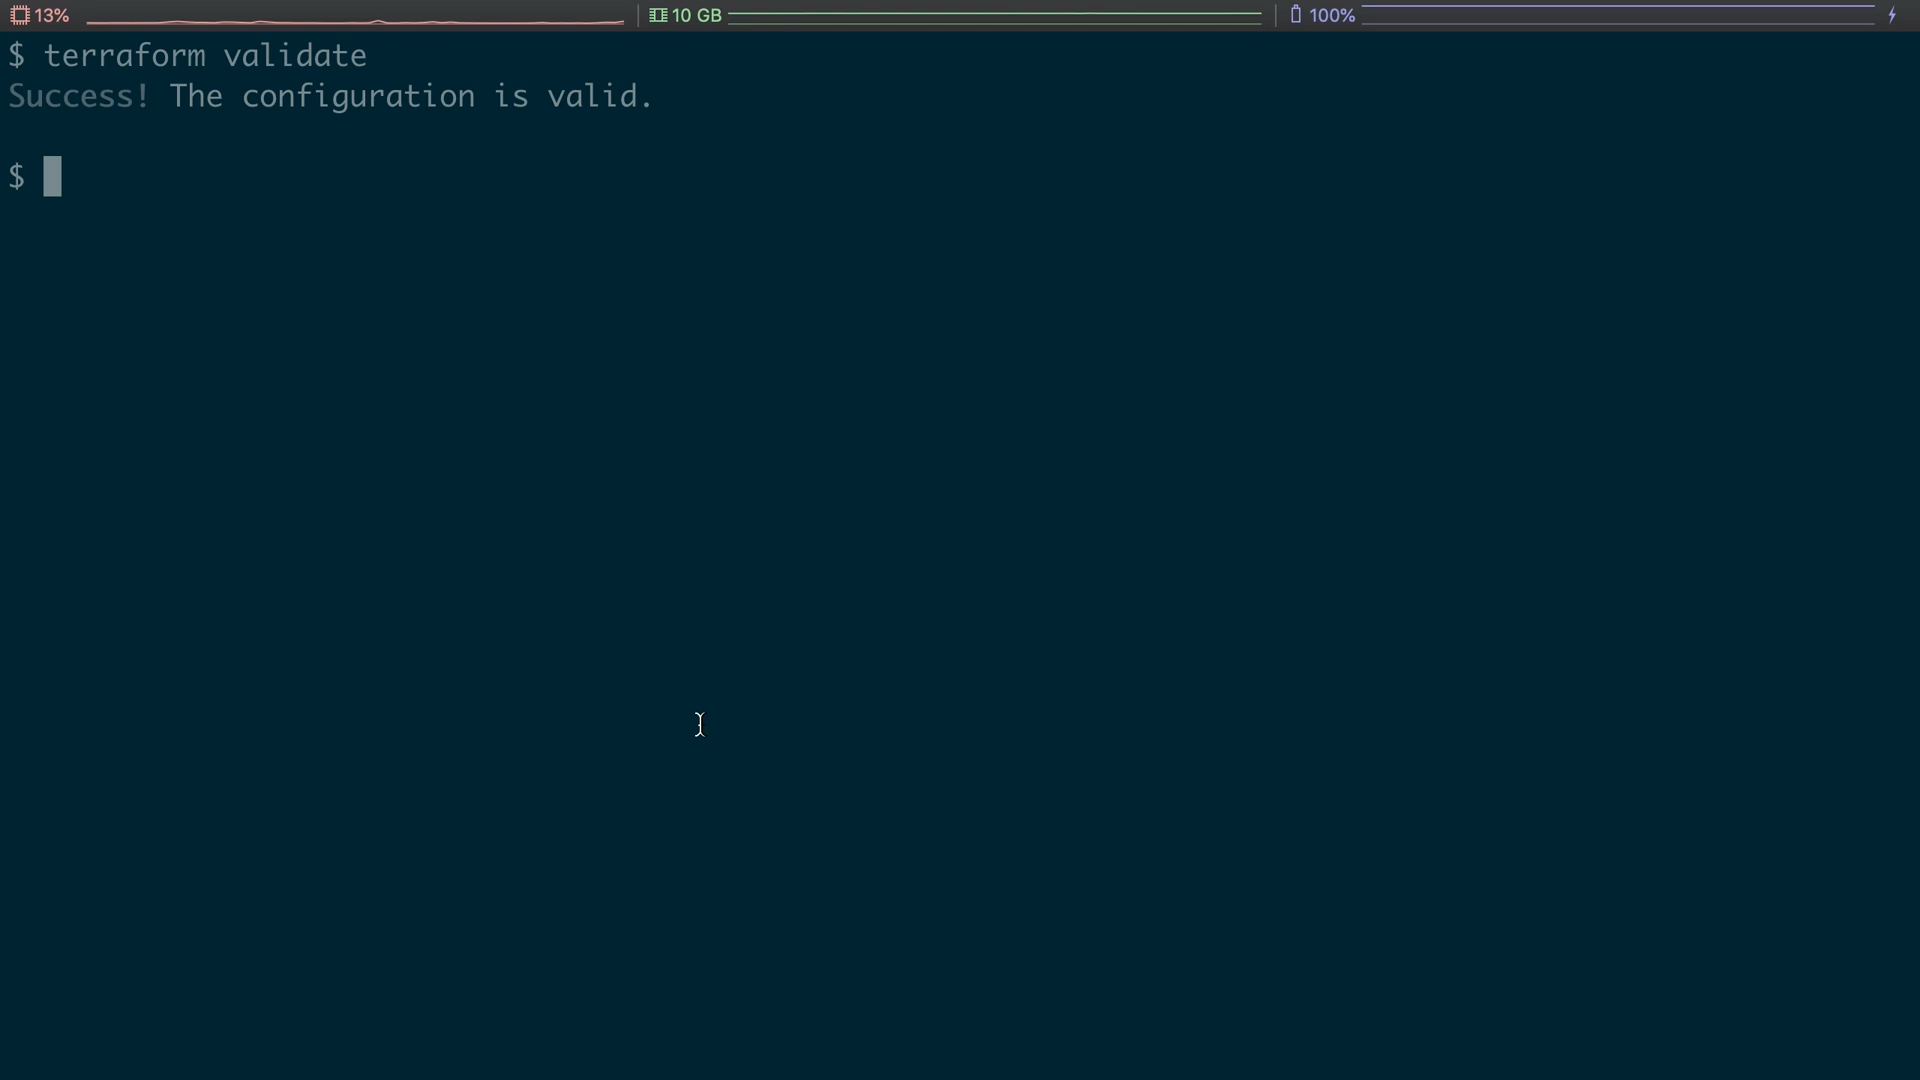 13% 10 GB 100%
$ terraform validate
Success! The configuration is valid.
$